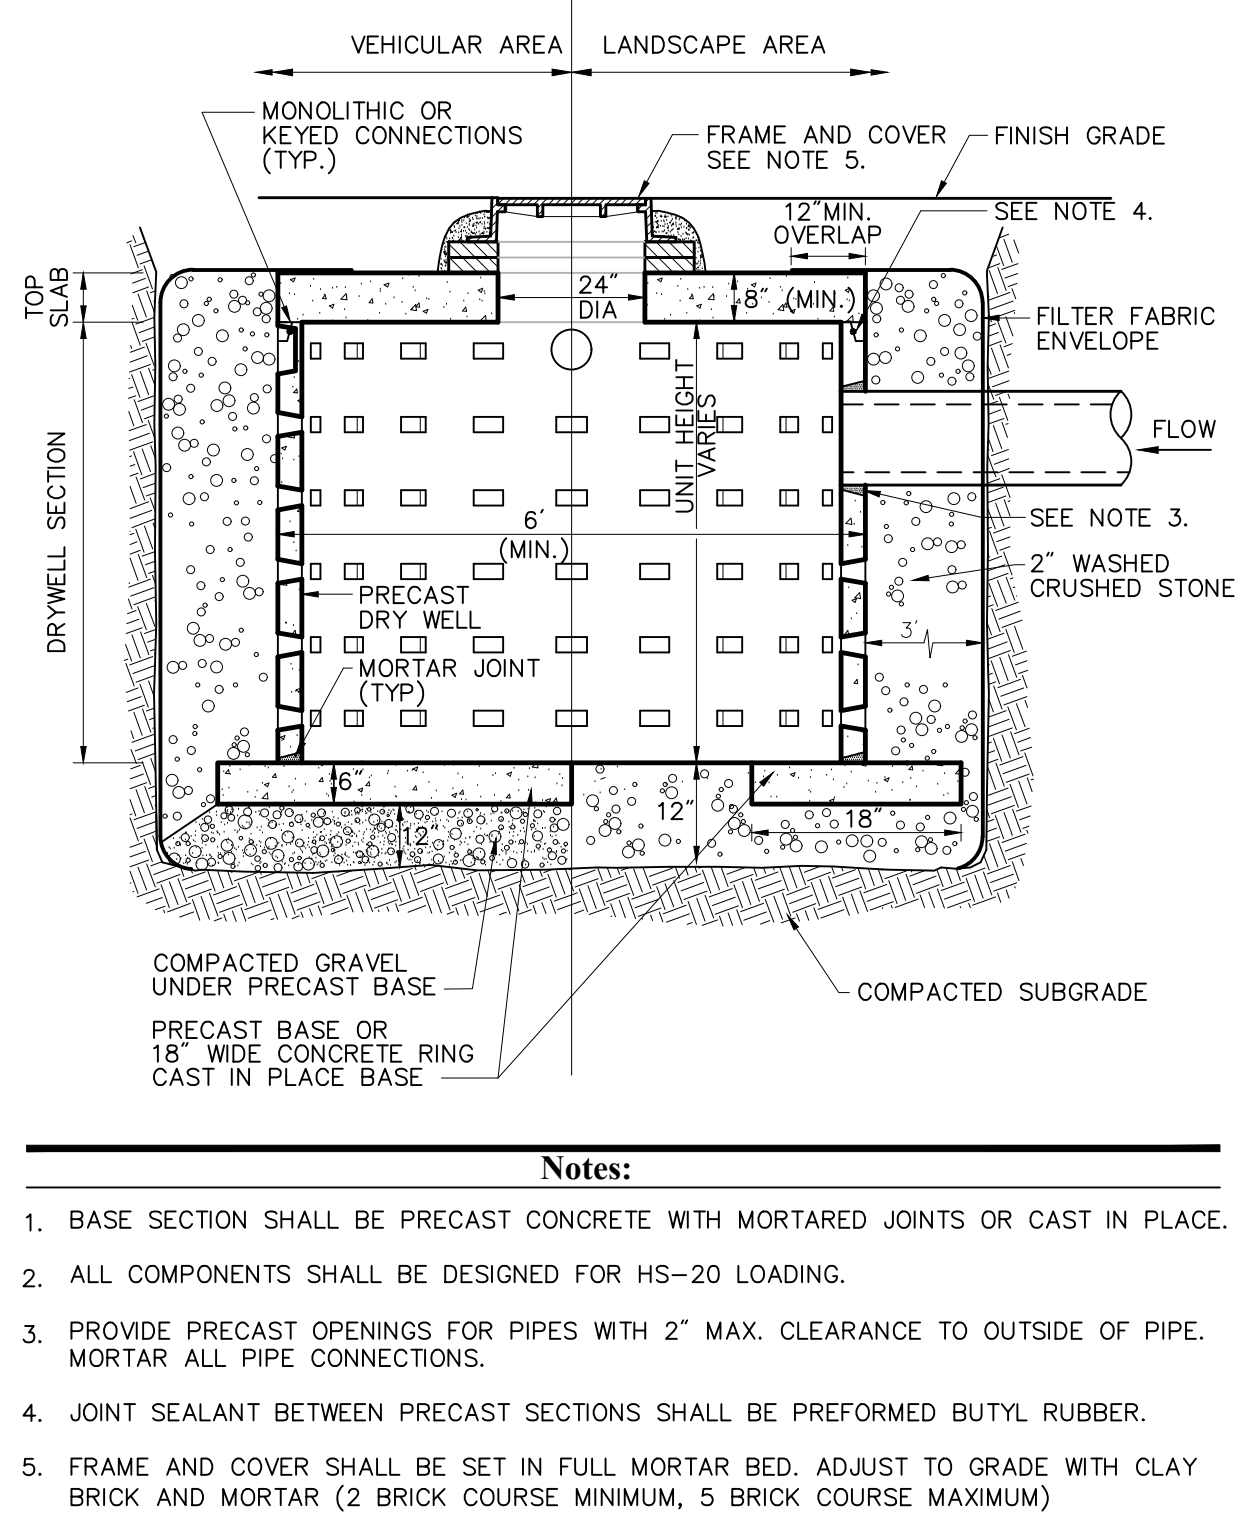 VEHICULAR AREA
LANDSCAPE AREA
MONOLITHIC OR
KEYED CONNECTIONS
(TYP.)
FRAME AND COVER
SEE NOTE 5.
FINISH GRADE
12"MIN.
OVERLAP
SEE NOTE 4.
TOP
SLAB
24"
DIA
8" (MIN.)
FILTER FABRIC
ENVELOPE
UNIT HEIGHT
VARIES
FLOW
DRYWELL SECTION
6'
(MIN.)
SEE NOTE 3.
2" WASHED
CRUSHED STONE
PRECAST
DRY WELL
3'
MORTAR JOINT
(TYP)
6"
12"
12"
18"
COMPACTED GRAVEL
UNDER PRECAST BASE
COMPACTED SUBGRADE
PRECAST BASE OR
18" WIDE CONCRETE RING
CAST IN PLACE BASE
Notes:
1. BASE SECTION SHALL BE PRECAST CONCRETE WITH MORTARED JOINTS OR CAST IN PLACE.
2. ALL COMPONENTS SHALL BE DESIGNED FOR HS-20 LOADING.
3. PROVIDE PRECAST OPENINGS FOR PIPES WITH 2" MAX. CLEARANCE TO OUTSIDE OF PIPE.
MORTAR ALL PIPE CONNECTIONS.
4. JOINT SEALANT BETWEEN PRECAST SECTIONS SHALL BE PREFORMED BUTYL RUBBER.
5. FRAME AND COVER SHALL BE SET IN FULL MORTAR BED. ADJUST TO GRADE WITH CLAY
BRICK AND MORTAR (2 BRICK COURSE MINIMUM, 5 BRICK COURSE MAXIMUM)